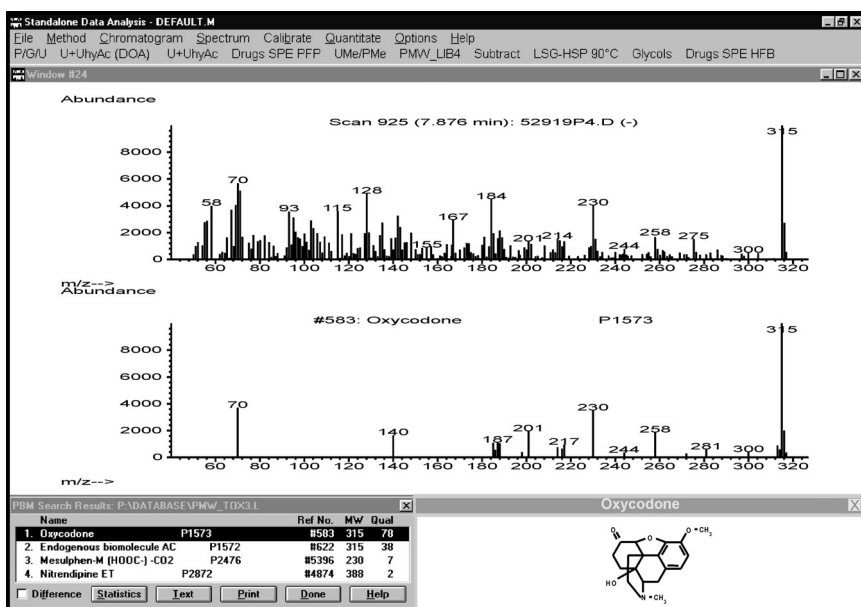 Standalone Data Analysis - DEFAULT.M
File Method Chromatogram Spectrum Calibrate Quantitate Options Help
P/G/U U+UhyAc (DOA) U+UhyAc Drugs SPE PFP UMe/PMe PMW_LIB4 Subtract LSG-HSP 90°C Glycols Drugs SPE HFB
Window #24
Abundance
Scan 925 (7.876 min): 52919P4.D (-)
315
8000
6000
70
58
128
184
4000
93
115
230
167
2000
155
201
214
244
258
275
300
0
60 80 100 120 140 160 180 200 220 240 260 280 300 320
m/z-->
Abundance
#583: Oxycodone P1573
315
8000
6000
4000
70
230
2000
140
187
201
217
244
258
281
300
0
60 80 100 120 140 160 180 200 220 240 260 280 300 320
m/z-->
PBM Search Results: P:\DATABASE\PMW_TOX3.L
Name Ref No. MW Qual
1. Oxycodone P1573 #583 315 78
2. Endogenous biomolecule AC P1572 #622 315 38
3. Mesulphen-M (HOOC-) -CO2 P2476 #5396 230 7
4. Nitrendipine ET P2872 #4874 388 2
Difference Statistics Text Print Done Help
Oxycodone
O
O
O-CH₃
HO
N-CH₃